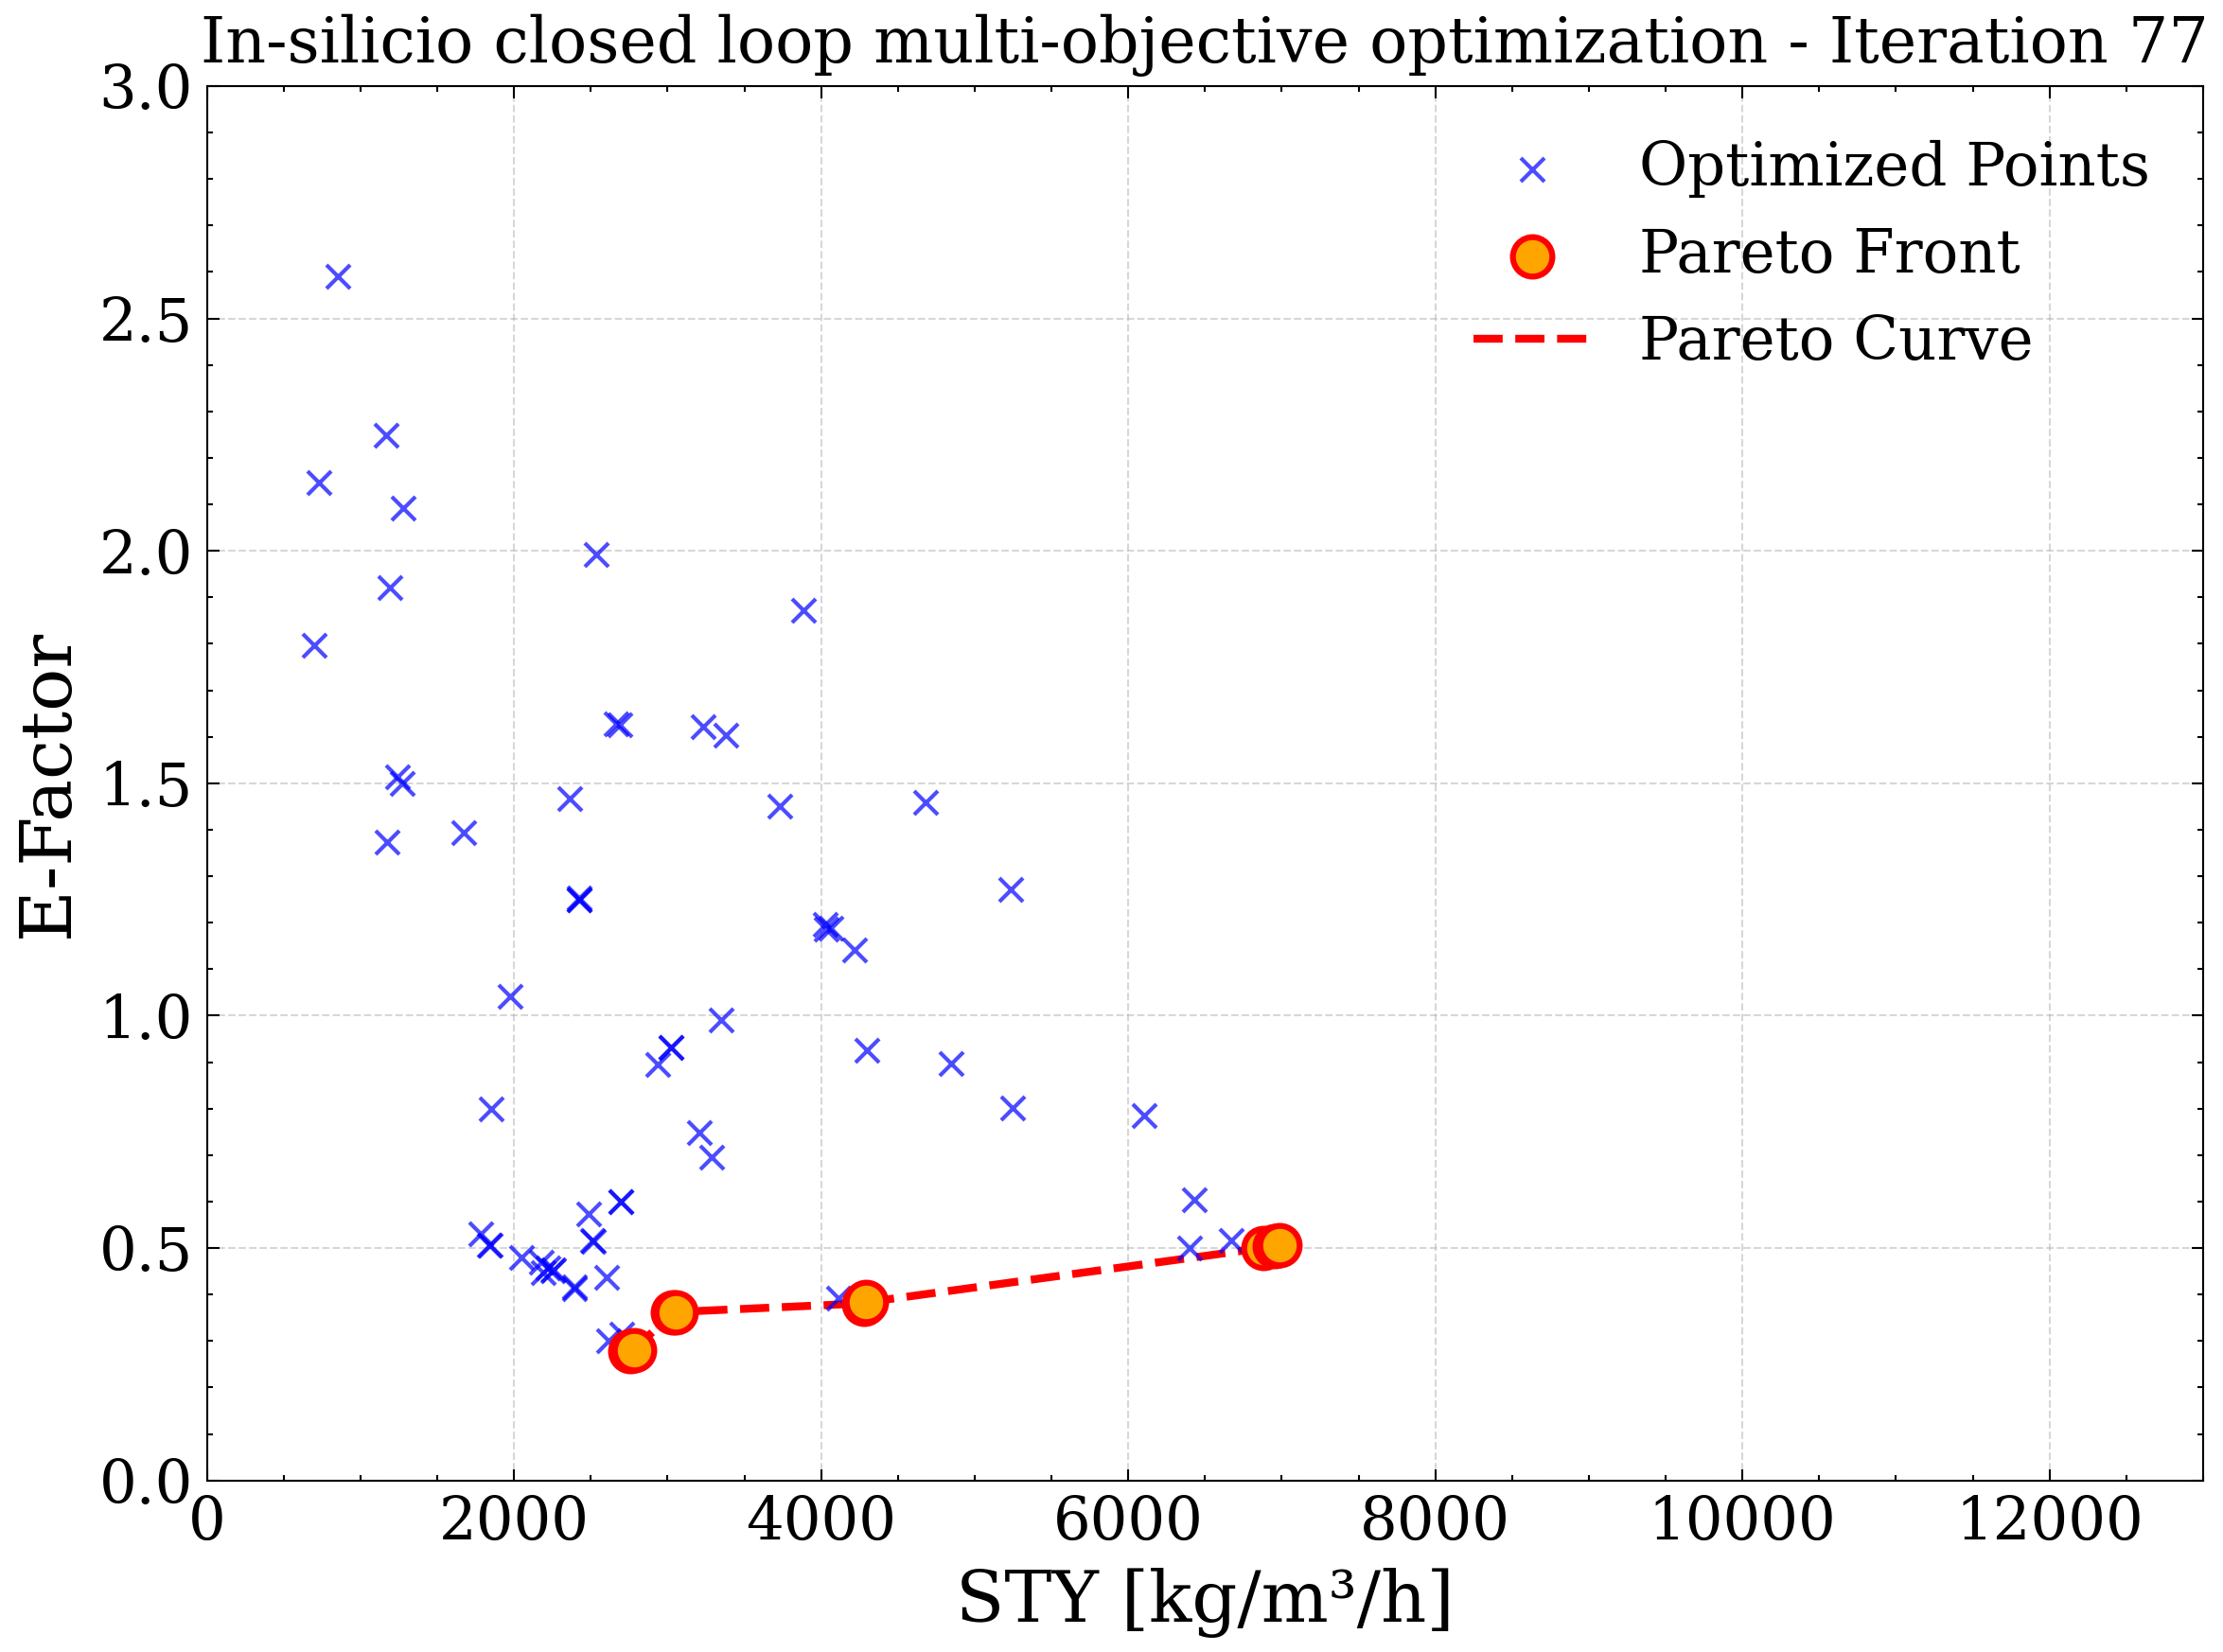 In-silicio closed loop multi-objective optimization - Iteration 77
Optimized Points
Pareto Front
Pareto Curve
E-Factor
3.0
2.5
2.0
1.5
1.0
0.5
0.0
0 2000 4000 6000 8000 10000 12000
STY [kg/m³/h]